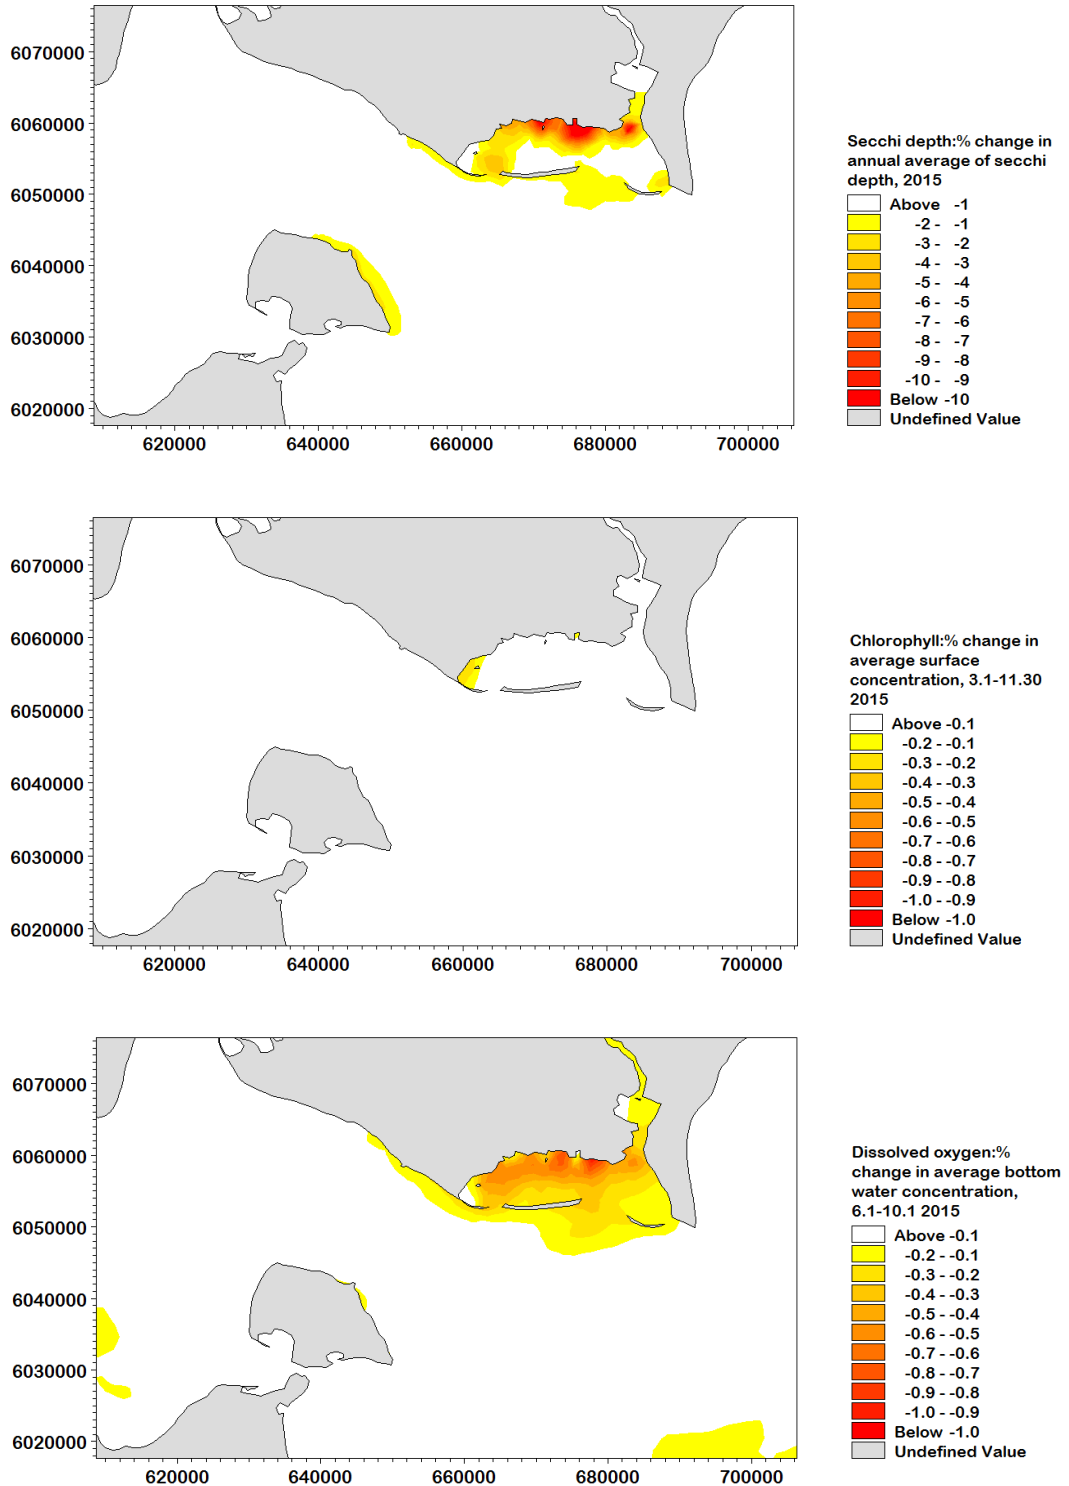 6070000
6060000
6050000
6040000
6030000
6020000
620000 640000 660000 680000 700000
Secchi depth:% change in
annual average of secchi
depth, 2015
Above -1
-2 - -1
-3 - -2
-4 - -3
-5 - -4
-6 - -5
-7 - -6
-8 - -7
-9 - -8
-10 - -9
Below -10
Undefined Value
6070000
6060000
6050000
6040000
6030000
6020000
620000 640000 660000 680000 700000
Chlorophyll:% change in
average surface
concentration, 3.1-11.30
2015
Above -0.1
-0.2 - -0.1
-0.3 - -0.2
-0.4 - -0.3
-0.5 - -0.4
-0.6 - -0.5
-0.7 - -0.6
-0.8 - -0.7
-0.9 - -0.8
-1.0 - -0.9
Below -1.0
Undefined Value
6070000
6060000
6050000
6040000
6030000
6020000
620000 640000 660000 680000 700000
Dissolved oxygen:%
change in average bottom
water concentration,
6.1-10.1 2015
Above -0.1
-0.2 - -0.1
-0.3 - -0.2
-0.4 - -0.3
-0.5 - -0.4
-0.6 - -0.5
-0.7 - -0.6
-0.8 - -0.7
-0.9 - -0.8
-1.0 - -0.9
Below -1.0
Undefined Value